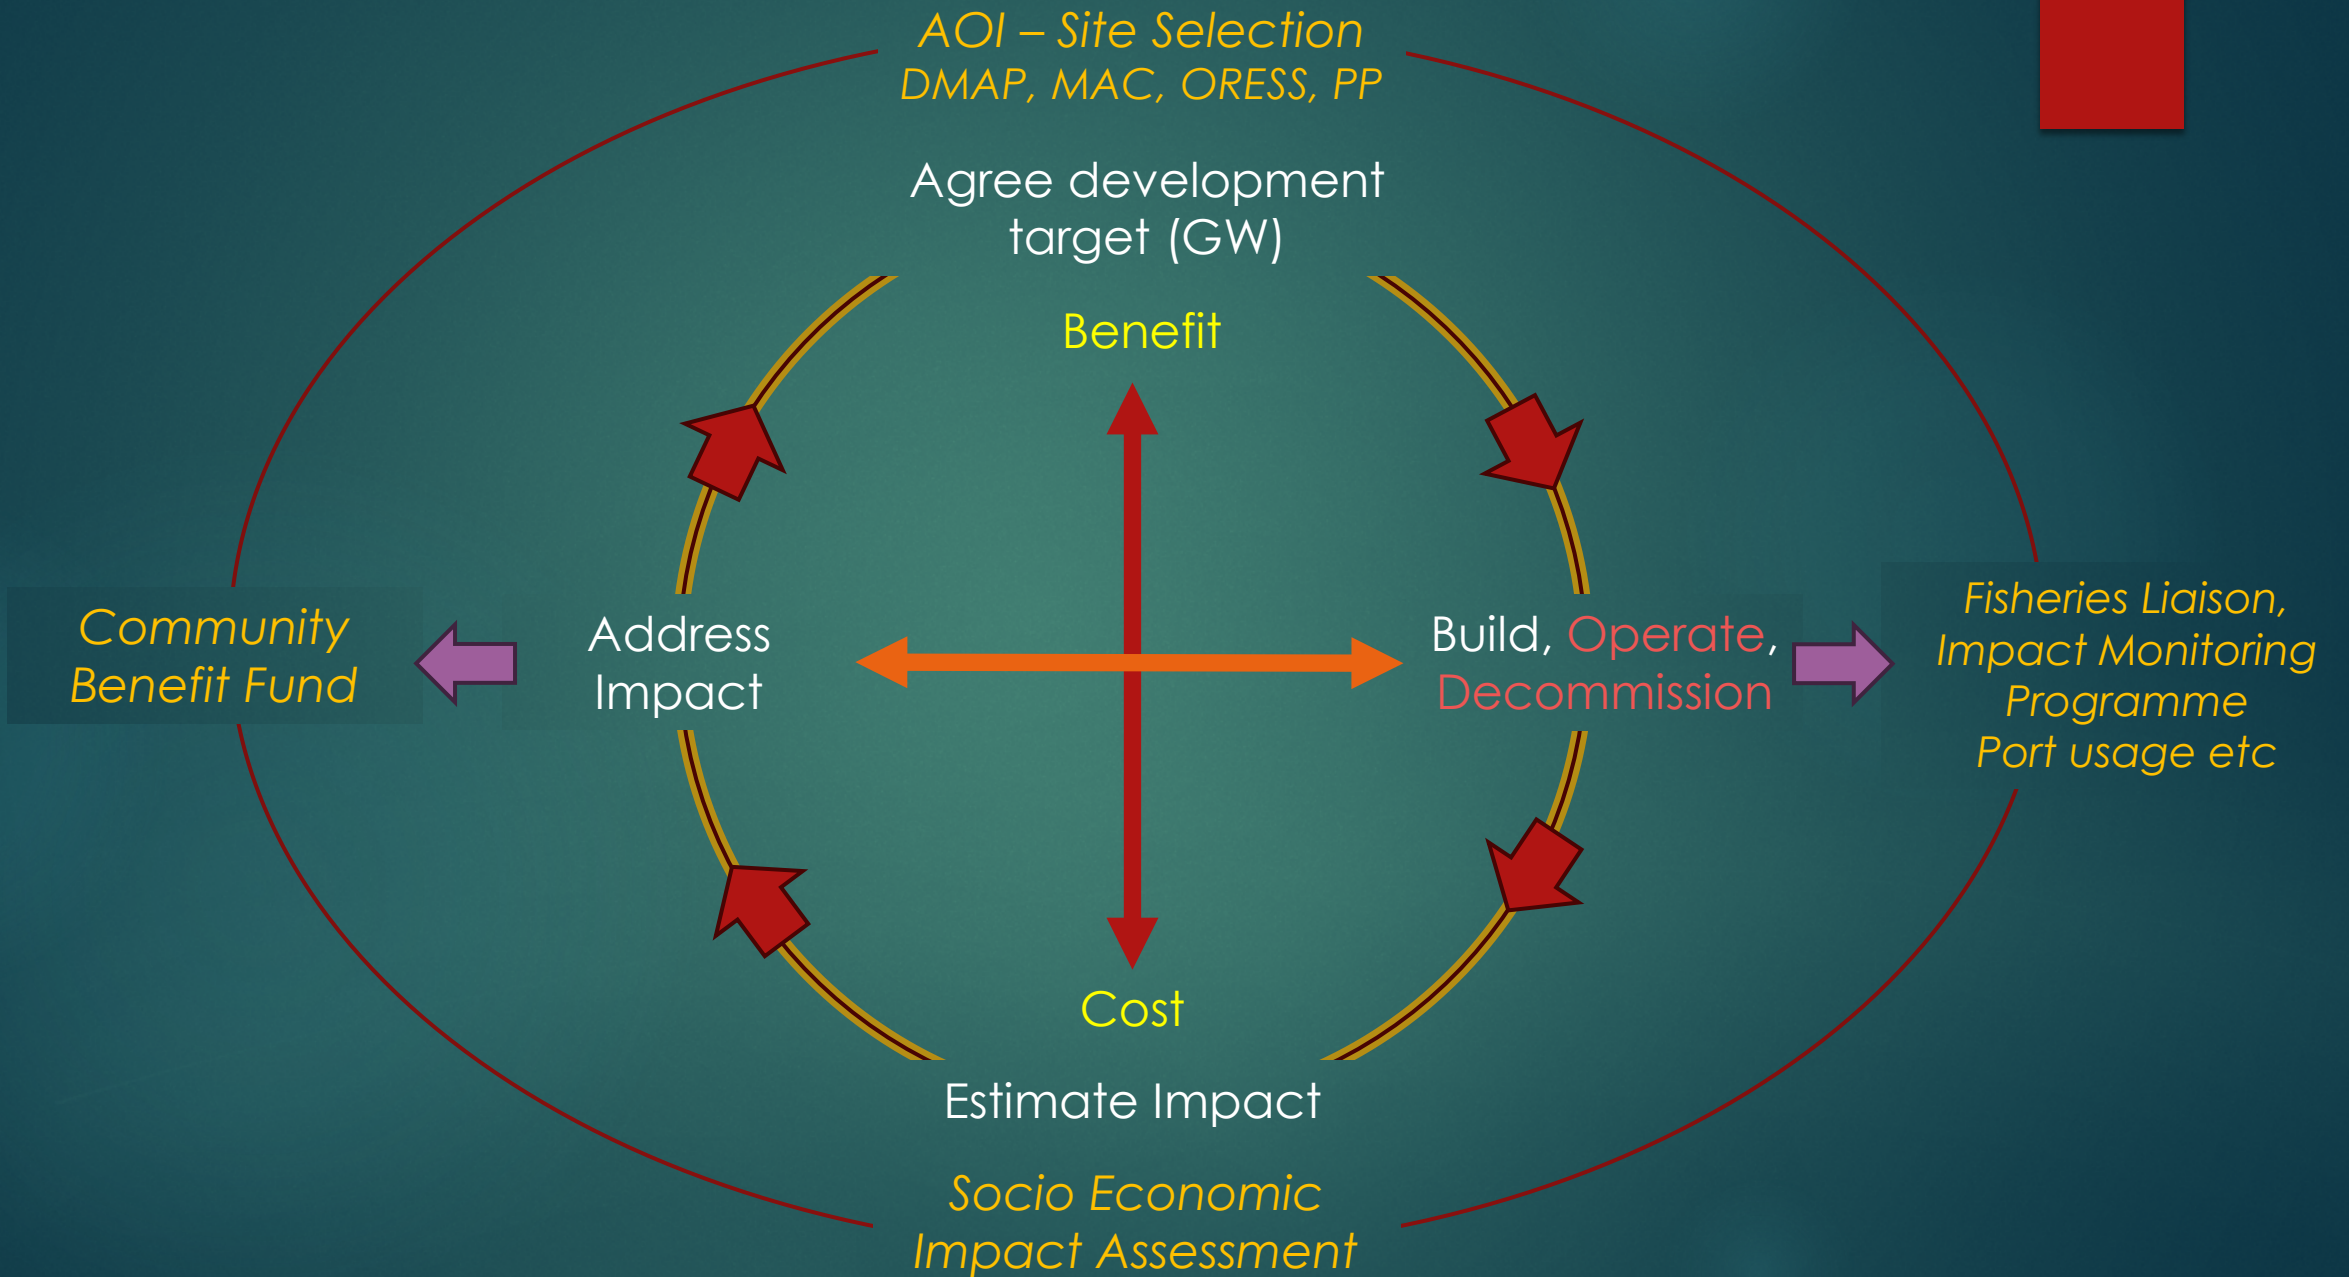 AOI – Site Selection
DMAP, MAC, ORESS, PP
Agree development
target (GW)
Benefit
Community
Benefit Fund
Address
Impact
Build, Operate,
Decommission
Fisheries Liaison,
Impact Monitoring
Programme
Port usage etc
Cost
Estimate Impact
Socio Economic
Impact Assessment